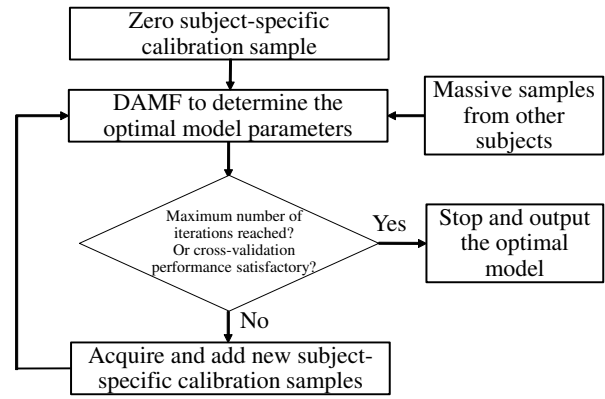 Zero subject-specific
calibration sample
DAMF to determine the
optimal model parameters
Massive samples
from other
subjects
Maximum number of
iterations reached?
Or cross-validation
performance satisfactory?
Yes
Stop and output
the optimal
model
No
Acquire and add new subject-
specific calibration samples